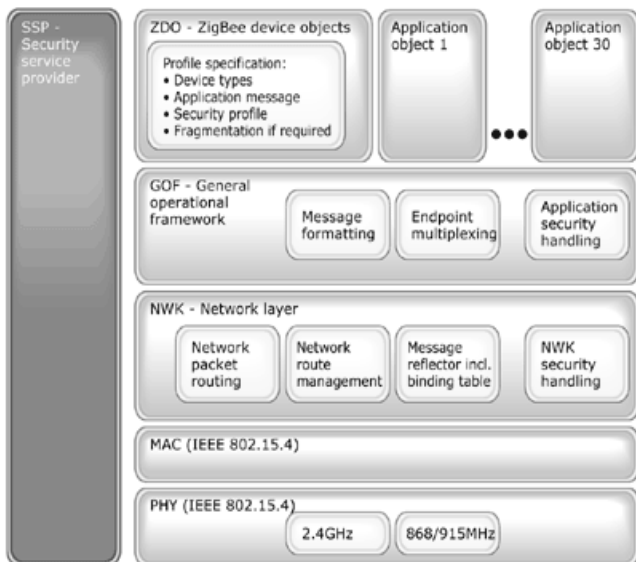 SSP -
Security
service
provider
ZDO - ZigBee device objects
Profile specification:
• Device types
• Application message
• Security profile
• Fragmentation if required
Application
object 1
•••
Application
object 30
GOF - General
operational
framework
Message
formatting
Endpoint
multiplexing
Application
security
handling
NWK - Network layer
Network
packet
routing
Network
route
management
Message
reflector incl.
binding table
NWK
security
handling
MAC (IEEE 802.15.4)
PHY (IEEE 802.15.4)
2.4GHz
868/915MHz